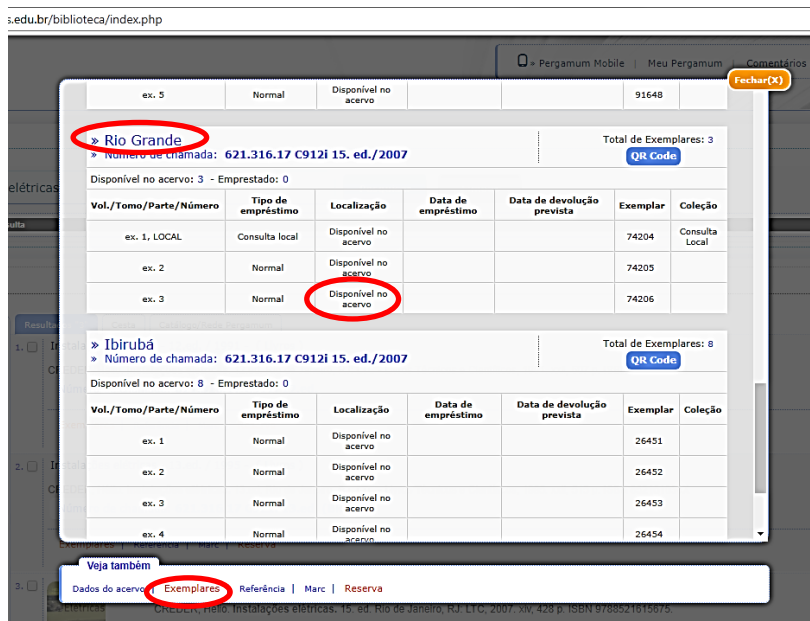 s.edu.br/biblioteca/index.php
» Pergamum Mobile | Meu Pergamum | Comentários
Fechar(X)
ex. 5 Normal Disponível no acervo 91648
» Rio Grande Total de Exemplares: 3
» Número de chamada: 621.316.17 C912i 15. ed./2007 QR Code
Disponível no acervo: 3 - Emprestado: 0
elétricas
Vol./Tomo/Parte/Número Tipo de empréstimo Localização Data de empréstimo Data de devolução prevista Exemplar Coleção
ex. 1, LOCAL Consulta local Disponível no acervo 74204 Consulta Local
ex. 2 Normal Disponível no acervo 74205
ex. 3 Normal Disponível no acervo 74206
» Ibirubá Total de Exemplares: 8
1.
» Número de chamada: 621.316.17 C912i 15. ed./2007 QR Code
Disponível no acervo: 8 - Emprestado: 0
Vol./Tomo/Parte/Número Tipo de empréstimo Localização Data de empréstimo Data de devolução prevista Exemplar Coleção
ex. 1 Normal Disponível no acervo 26451
2.
ex. 2 Normal Disponível no acervo 26452
ex. 3 Normal Disponível no acervo 26453
ex. 4 Normal Disponível no acervo 26454
Exemplares | Referência | Marc | Reserva
Veja também
3.
Dados do acervo | Exemplares Referência | Marc | Reserva
Elétricas CREDER, Hélio. Instalações elétricas. 15. ed. Rio de Janeiro, RJ: LTC, 2007. xiv, 428 p. ISBN 9788521615675.